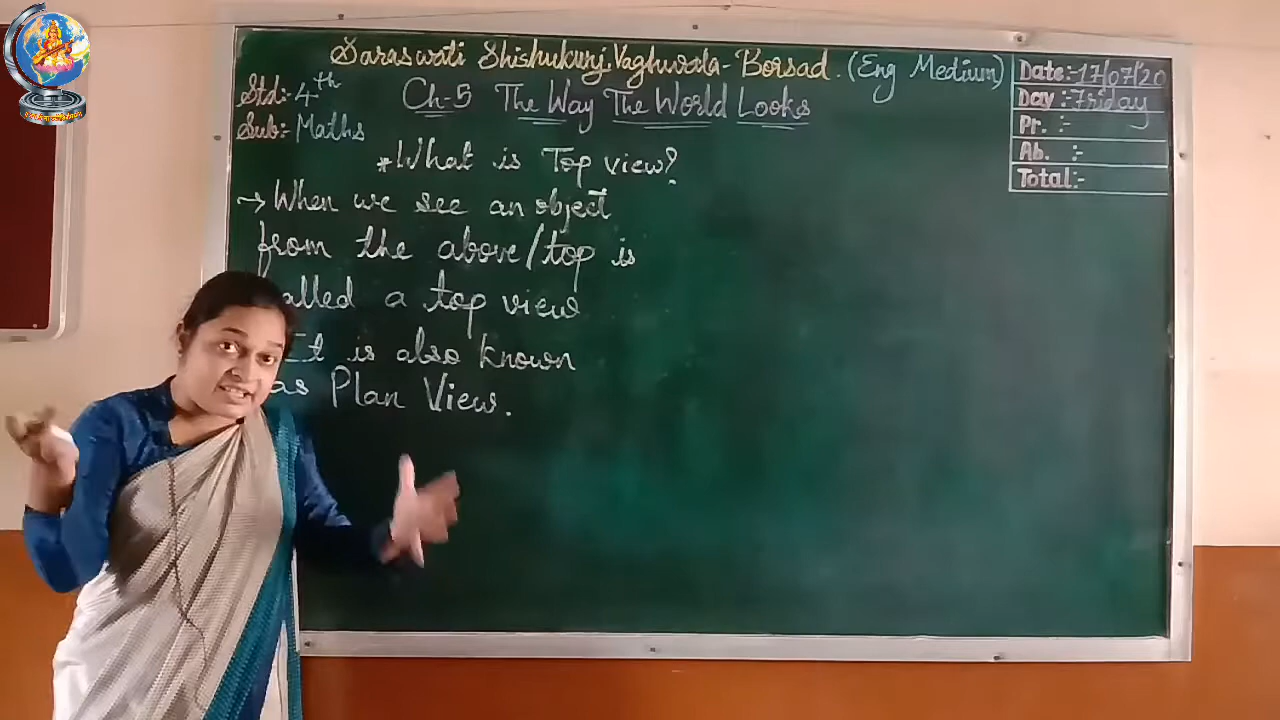 Saraswati Shishukunj, Vaghwala-Borsad. (Eng Medium)
Std:- 4th
Sub:- Maths
Ch-5 The Way The World Looks
Date:- 17/07/20
Day :- Friday
Pr. :-
Ab. :-
Total:-
*What is Top view?
→ When we see an object
from the above/top is
called a top view
It is also known
as Plan View.